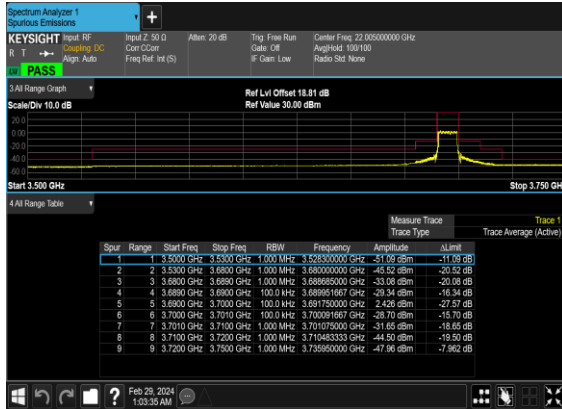 Spectrum Analyzer 1
Spurious Emissions
+
KEYSIGHT Input: RF Input Z: 50 Ω Atten: 20 dB Trig: Free Run Center Freq: 22.005000000 GHz
R T Coupling: DC Corr CCorr Gate: Off Avg|Hold: 100/100
Align: Auto Freq Ref: Int (S) IF Gain: Low Radio Std: None
PASS
3 All Range Graph Ref Lvl Offset 18.81 dB
Scale/Div 10.0 dB Ref Value 30.00 dBm
20.0
0.00
-20.0
-40.0
-60.0
Start 3.500 GHz Stop 3.750 GH
4 All Range Table
Measure Trace Trace 1
Trace Type Trace Average (Active)
Spur Range Start Freq Stop Freq RBW Frequency Amplitude ΔLimit
1 1 3.5000 GHz 3.5300 GHz 1.000 MHz 3.528300000 GHz -51.09 dBm -11.09 dB
2 2 3.5300 GHz 3.6800 GHz 1.000 MHz 3.680000000 GHz -45.52 dBm -20.52 dB
3 3 3.6800 GHz 3.6890 GHz 1.000 MHz 3.688685000 GHz -33.08 dBm -20.08 dB
4 4 3.6890 GHz 3.6900 GHz 100.0 kHz 3.689951667 GHz -29.34 dBm -16.34 dB
5 5 3.6900 GHz 3.7000 GHz 100.0 kHz 3.691750000 GHz 2.426 dBm -27.57 dB
6 6 3.7000 GHz 3.7010 GHz 100.0 kHz 3.700091667 GHz -28.70 dBm -15.70 dB
7 7 3.7010 GHz 3.7100 GHz 1.000 MHz 3.701075000 GHz -31.65 dBm -18.65 dB
8 8 3.7100 GHz 3.7200 GHz 1.000 MHz 3.710483333 GHz -44.50 dBm -19.50 dB
9 9 3.7200 GHz 3.7500 GHz 1.000 MHz 3.735950000 GHz -47.96 dBm -7.962 dB
? Feb 29, 2024
1:03:35 AM